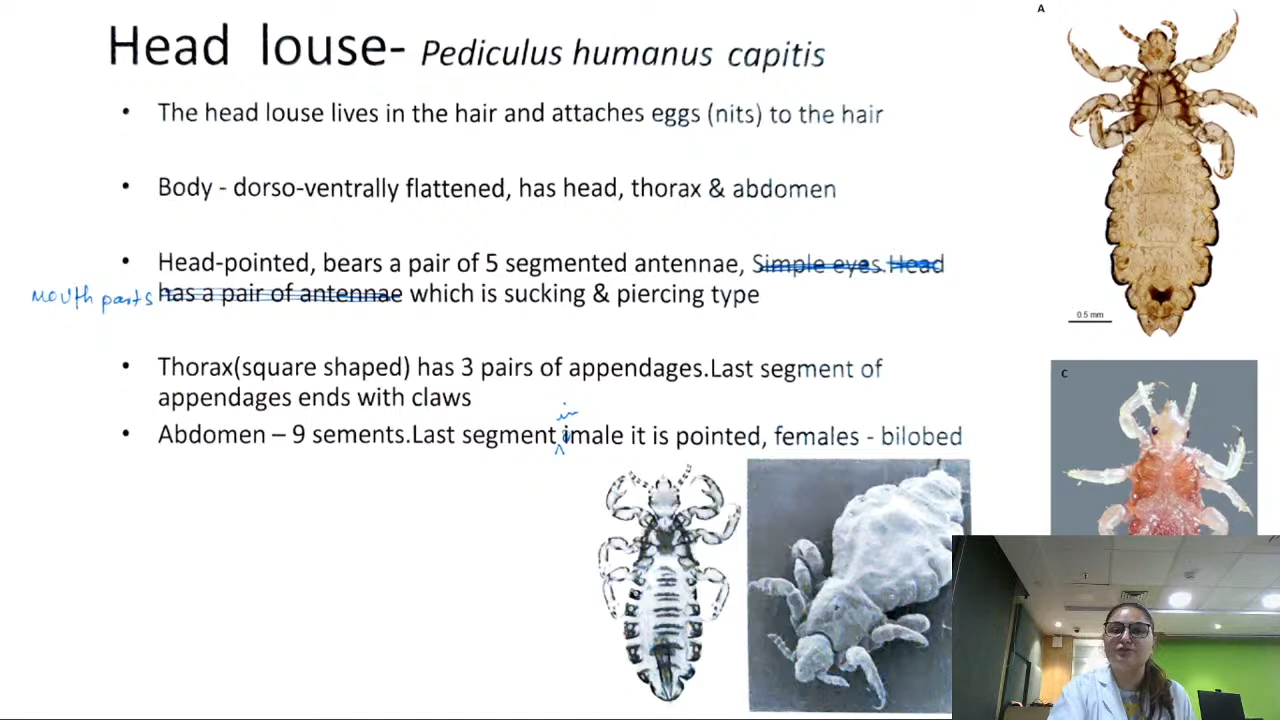 Head louse- Pediculus humanus capitis
• The head louse lives in the hair and attaches eggs (nits) to the hair
• Body - dorso-ventrally flattened, has head, thorax & abdomen
• Head-pointed, bears a pair of 5 segmented antennae, Simple eyes.Head
Mouth parts has a pair of antennae which is sucking & piercing type
• Thorax(square shaped) has 3 pairs of appendages.Last segment of
appendages ends with claws
in
• Abdomen – 9 sements.Last segment imale it is pointed, females - bilobed
A
0.5 mm
C